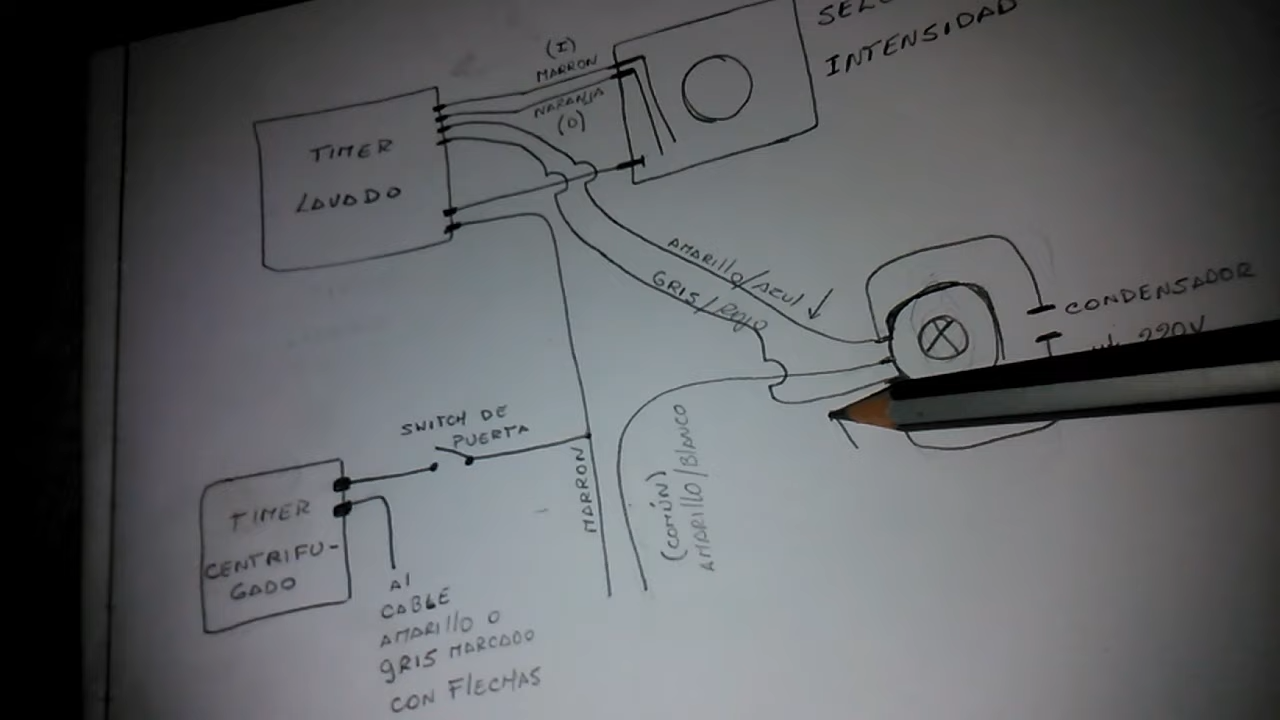 INTENSIDAD
(I)
MARRON
NARANJA
(O)
TIMER
LAVADO
AMARILLO/AZUL
GRIS/ROJO
CONDENSADOR
220V
SWITCH DE
PUERTA
MARRON
(COMÚN)
AMARILLO/BLANCO
TIMER
CENTRIFU-
GADO
Al
CABLE
AMARILLO O
GRIS MARCADO
CON FLECHAS